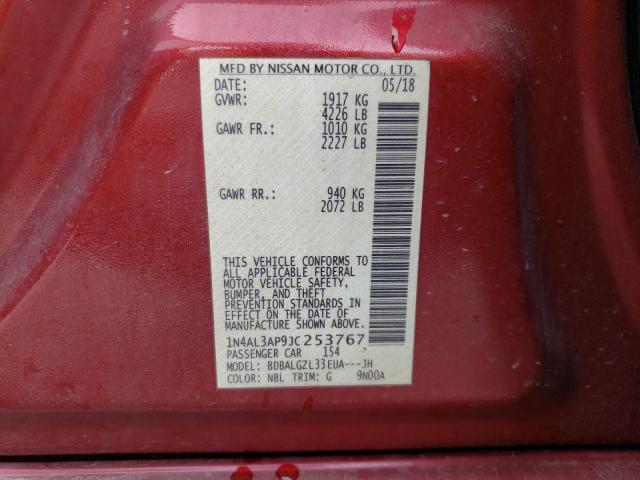 MFD BY NISSAN MOTOR CO., LTD.
DATE: 05/18
GVWR: 1917 KG
4226 LB
GAWR FR.: 1010 KG
2227 LB
GAWR RR.: 940 KG
2072 LB
THIS VEHICLE CONFORMS TO
ALL APPLICABLE FEDERAL
MOTOR VEHICLE SAFETY,
BUMPER, AND THEFT
PREVENTION STANDARDS IN
EFFECT ON THE DATE OF
MANUFACTURE SHOWN ABOVE.
1N4AL3AP9JC253767
PASSENGER CAR 154
MODEL: BDBALGZL33EUA---JH
COLOR: NBL TRIM: G 9N00A